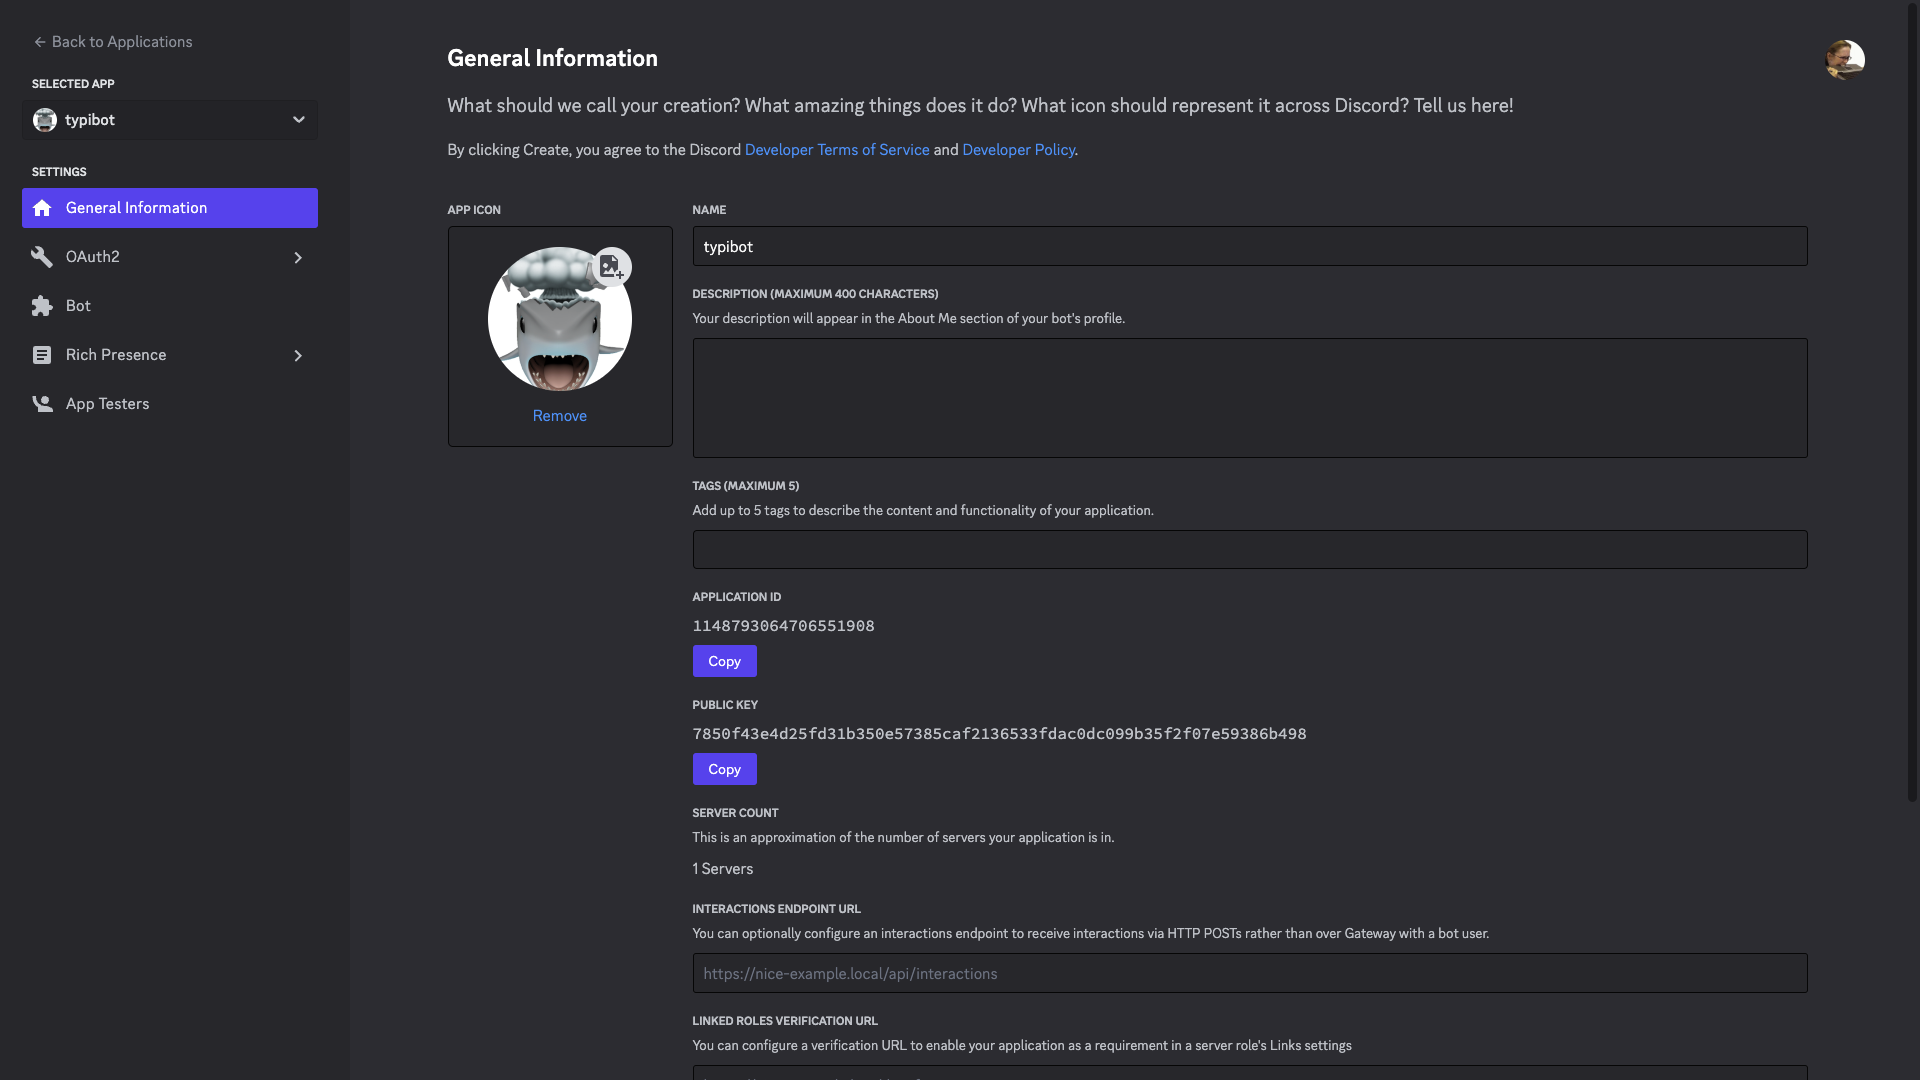 Back to Applications
SELECTED APP
typibot
SETTINGS
General Information
OAuth2
Bot
Rich Presence
App Testers
General Information
What should we call your creation? What amazing things does it do? What icon should represent it across Discord? Tell us here!
By clicking Create, you agree to the Discord Developer Terms of Service and Developer Policy.
APP ICON
Remove
NAME
typibot
DESCRIPTION (MAXIMUM 400 CHARACTERS)
Your description will appear in the About Me section of your bot's profile.
TAGS (MAXIMUM 5)
Add up to 5 tags to describe the content and functionality of your application.
APPLICATION ID
1148793064706551908
Copy
PUBLIC KEY
7850f43e4d25fd31b350e57385caf2136533fdac0dc099b35f2f07e59386b498
Copy
SERVER COUNT
This is an approximation of the number of servers your application is in.
1 Servers
INTERACTIONS ENDPOINT URL
You can optionally configure an interactions endpoint to receive interactions via HTTP POSTs rather than over Gateway with a bot user.
https://nice-example.local/api/interactions
LINKED ROLES VERIFICATION URL
You can configure a verification URL to enable your application as a requirement in a server role's Links settings